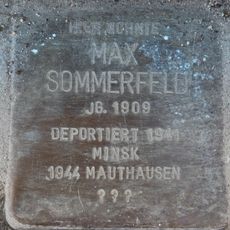 HIER WOHNTE
MAX
SOMMERFELD
JG. 1909
DEPORTIERT 1941
MINSK
1944 MAUTHAUSEN
? ? ?